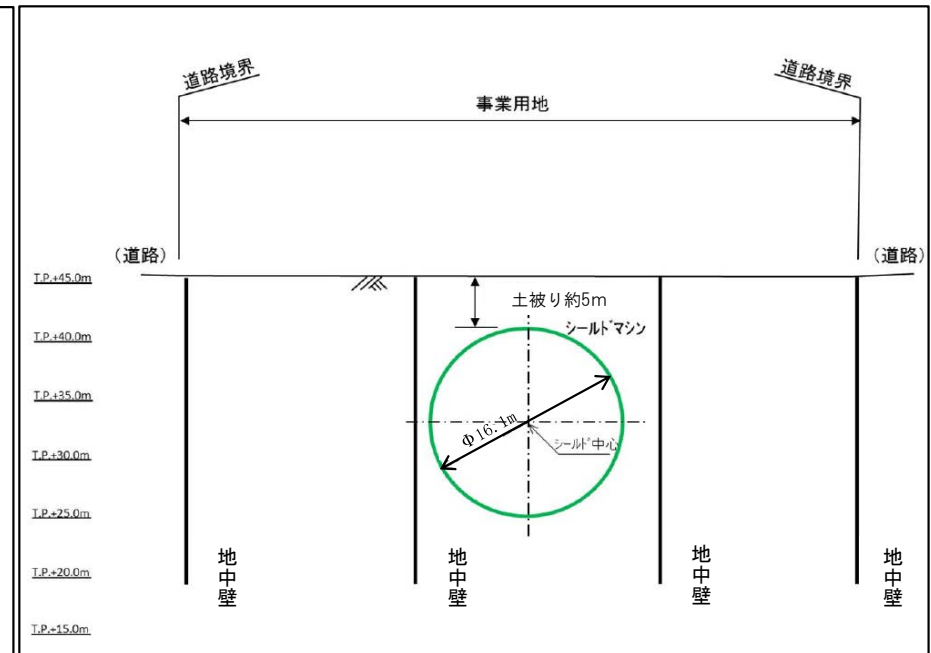 道路境界
道路境界
事業用地
(道路)
(道路)
T.P.+45.0m
土被り約5m
シールドマシン
T.P.+40.0m
T.P.+35.0m
Φ16.1m
シールド中心
T.P.+30.0m
T.P.+25.0m
地中壁
地中壁
地中壁
地中壁
T.P.+20.0m
T.P.+15.0m